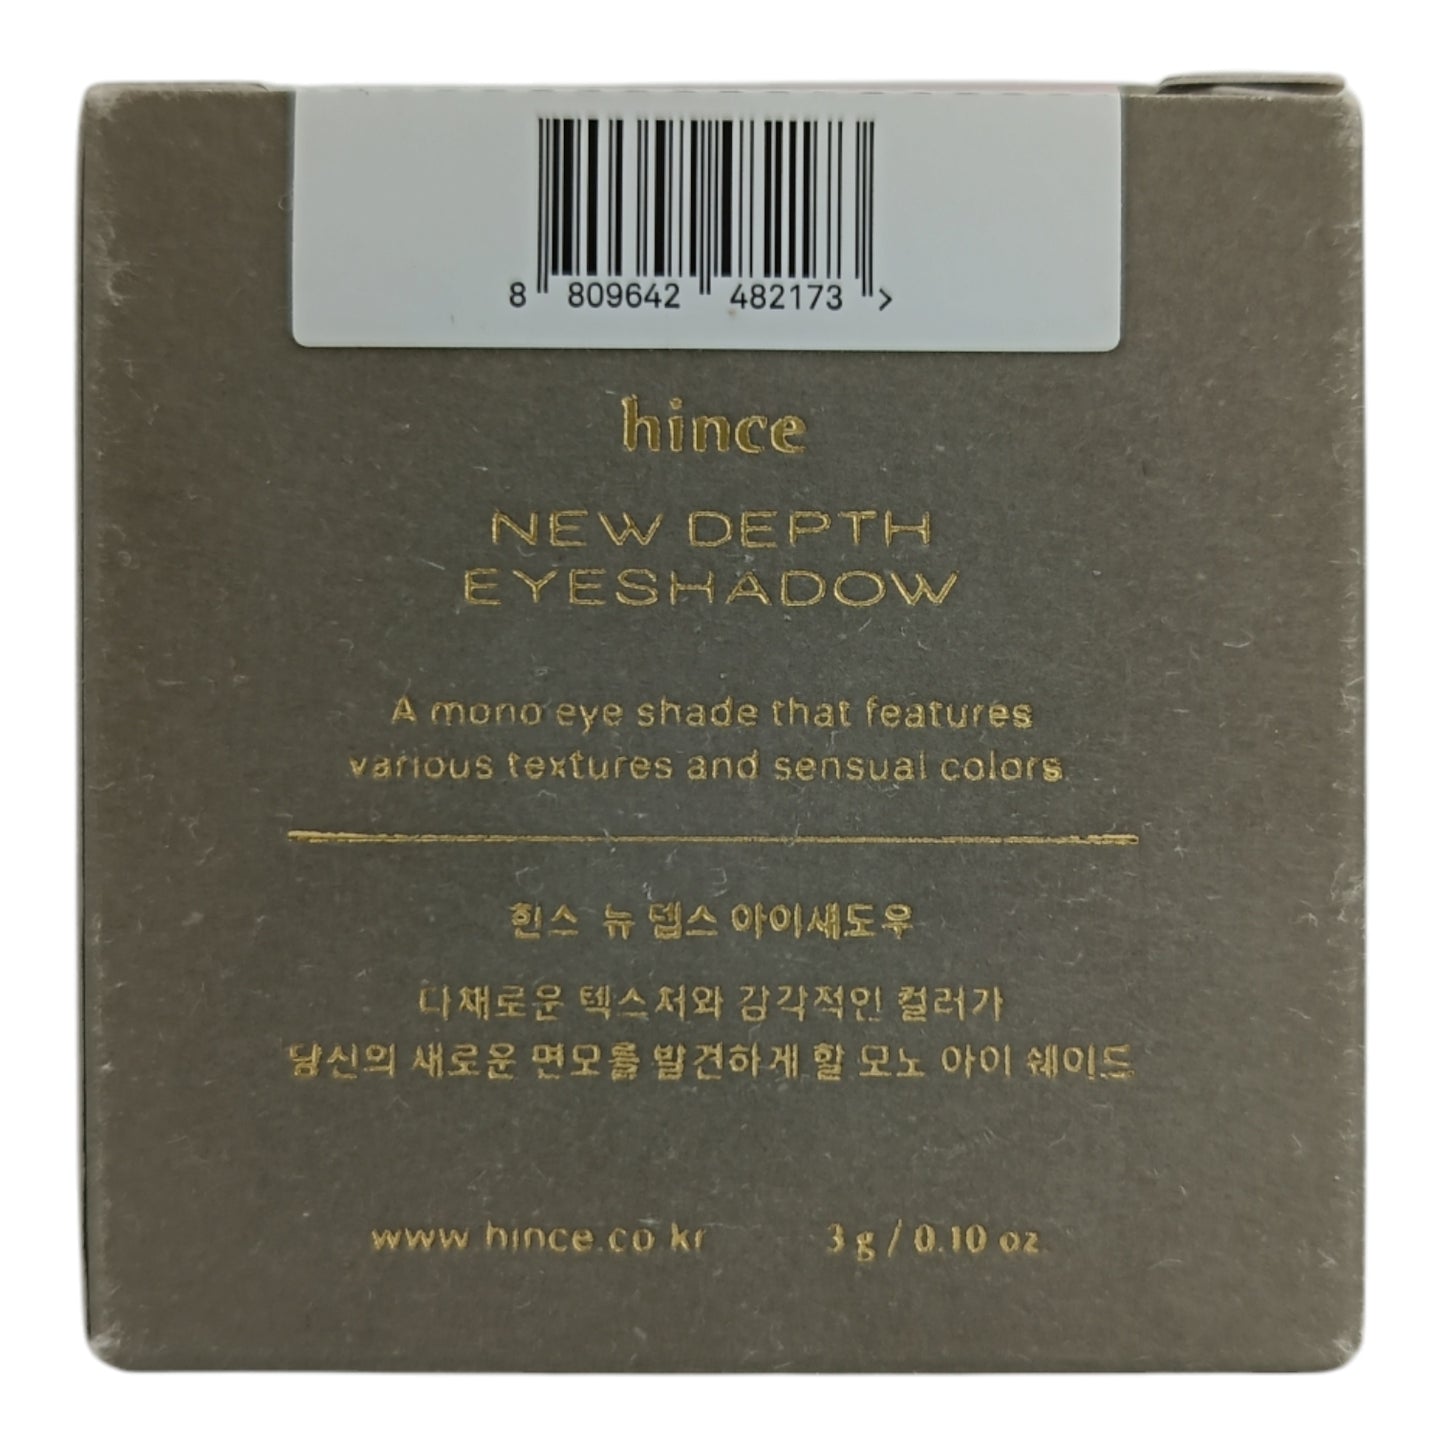 8 809642 482173 >
hince
NEW DEPTH
EYESHADOW
A mono eye shade that features
various textures and sensual colors.
힌스 뉴 뎁스 아이섀도우
다채로운 텍스처와 감각적인 컬러가
당신의 새로운 면모를 발견하게 할 모노 아이 쉐이드
www.hince.co.kr 3 g / 0.10 oz.